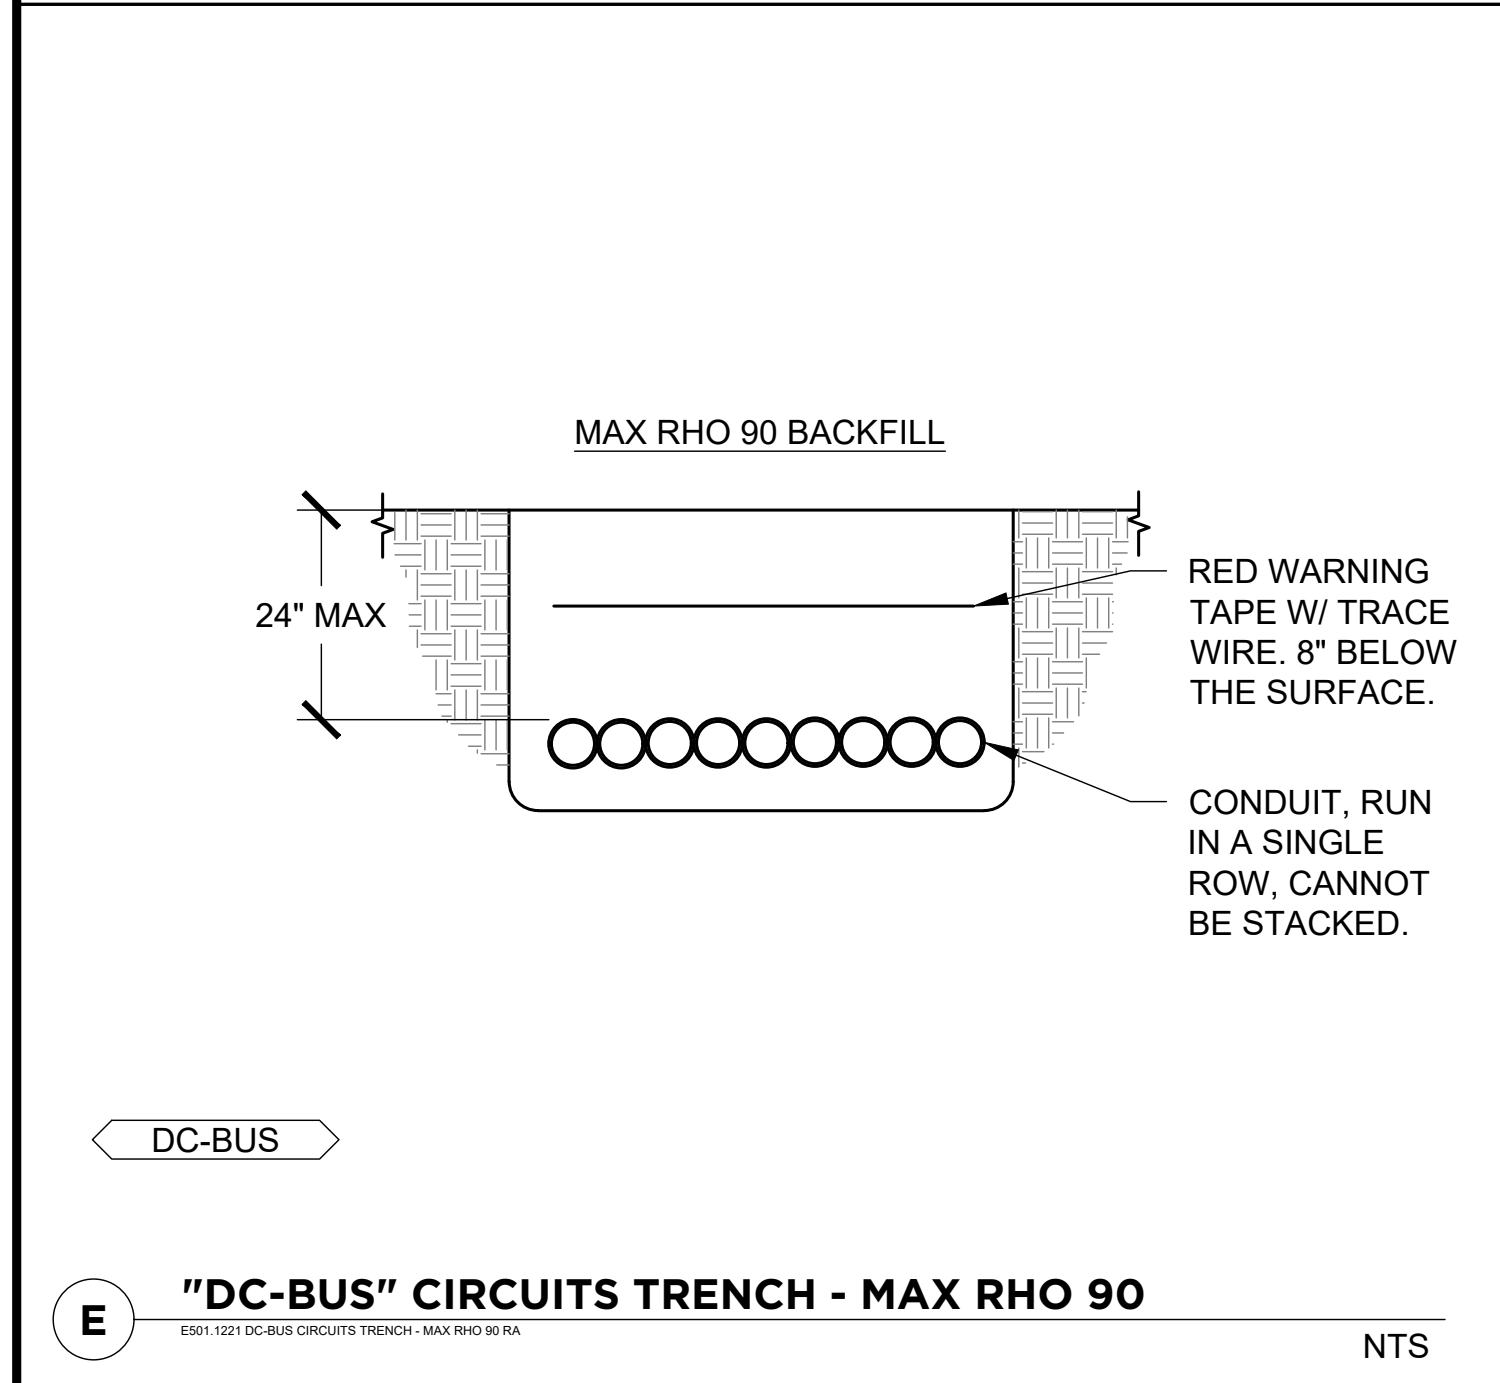 MAX RHO 90 BACKFILL
24" MAX
RED WARNING
TAPE W/ TRACE
WIRE. 8" BELOW
THE SURFACE.
CONDUIT, RUN
IN A SINGLE
ROW, CANNOT
BE STACKED.
DC-BUS
E
"DC-BUS" CIRCUITS TRENCH - MAX RHO 90
E501.1221 DC-BUS CIRCUITS TRENCH - MAX RHO 90 RA
NTS